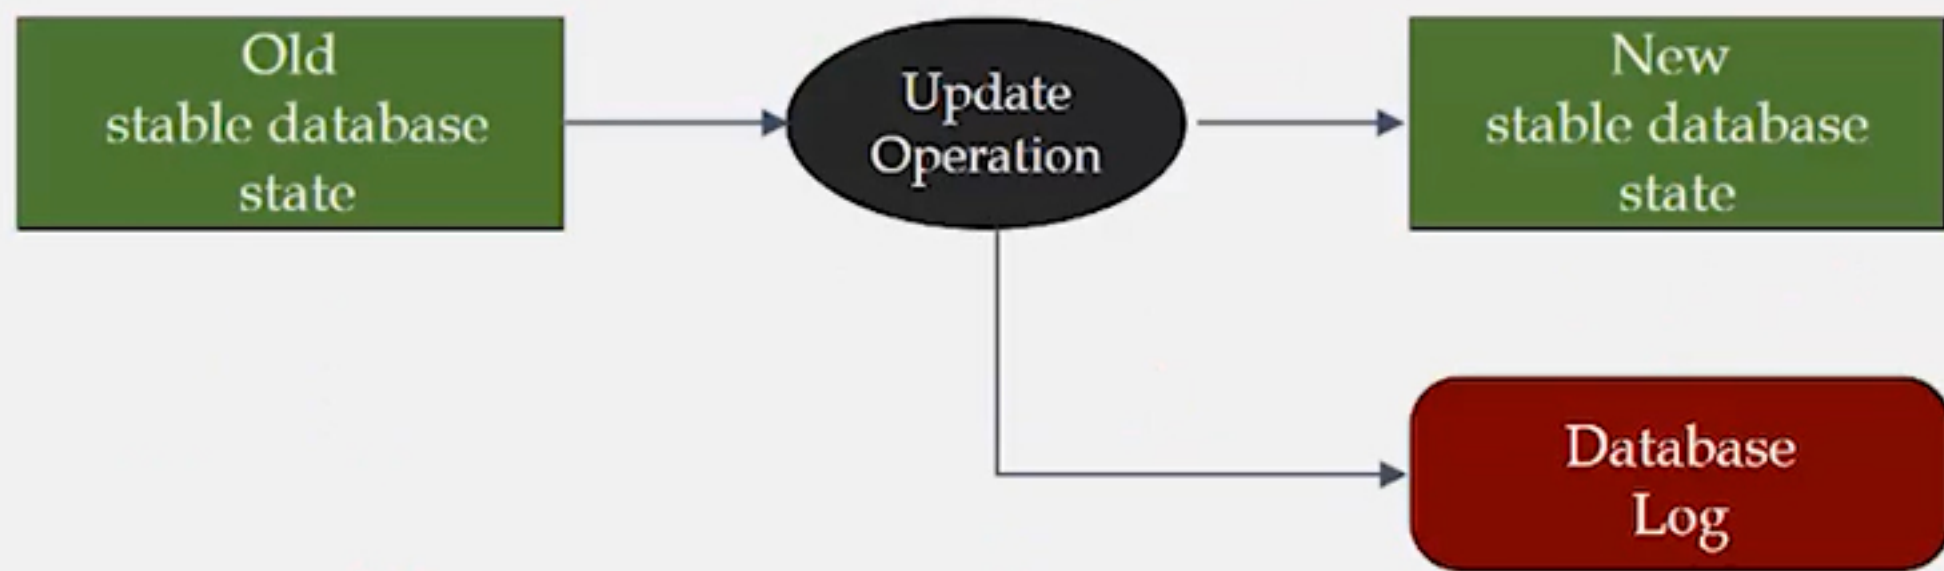 Old
stable database
state
Update
Operation
New
stable database
state
Database
Log